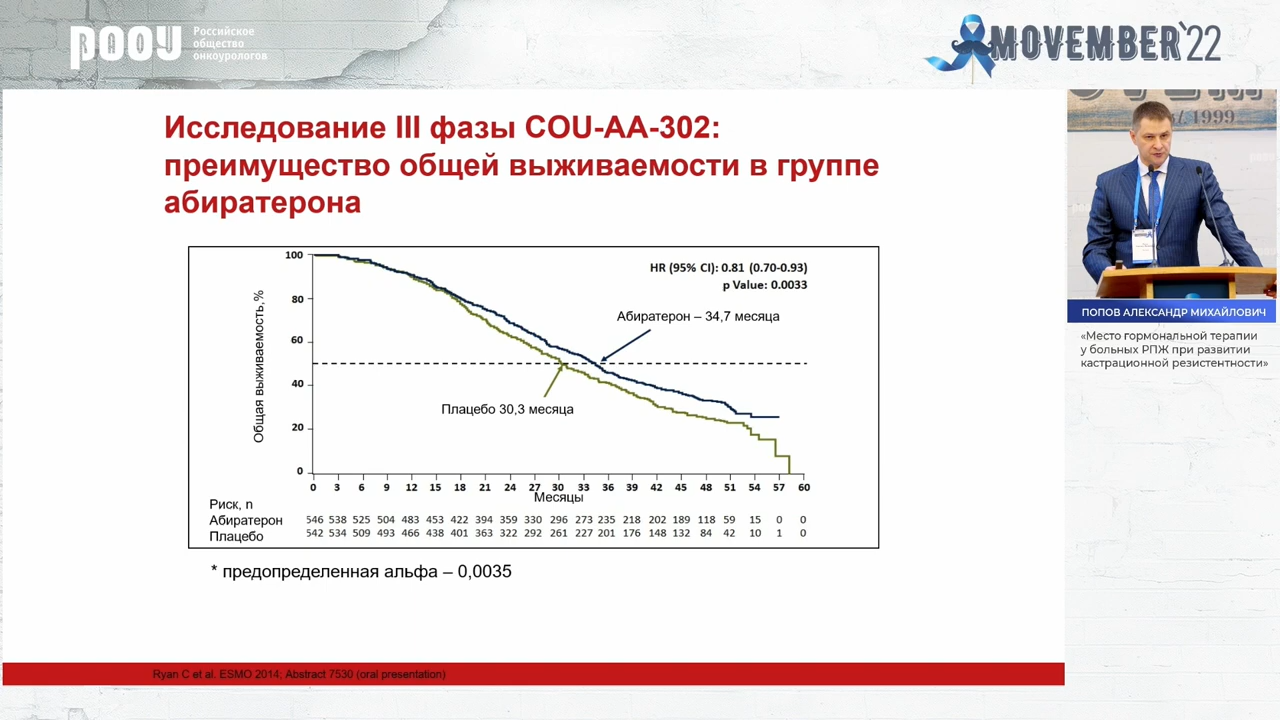 РООУ
Российское
общество
онкоурологов
MOVEMBER'22
Исследование III фазы COU-AA-302:
преимущество общей выживаемости в группе
абиратерона
HR (95% CI): 0.81 (0.70-0.93)
p Value: 0.0033
Абиратерон – 34,7 месяца
Плацебо 30,3 месяца
Общая выживаемость,%
100
80
60
40
20
0
0 3 6 9 12 15 18 21 24 27 30 33 36 39 42 45 48 51 54 57 60
Месяцы
Риск, n
Абиратерон 546 538 525 504 483 453 422 394 359 330 296 273 235 218 202 189 118 59 15 0 0
Плацебо 542 534 509 493 466 438 401 363 322 292 261 227 201 176 148 132 84 42 10 1 0
* предопределенная альфа – 0,0035
Ryan C et al. ESMO 2014; Abstract 7530 (oral presentation)
1999
ПОПОВ АЛЕКСАНДР МИХАЙЛОВИЧ
«Место гормональной терапии
у больных РПЖ при развитии
кастрационной резистентности»